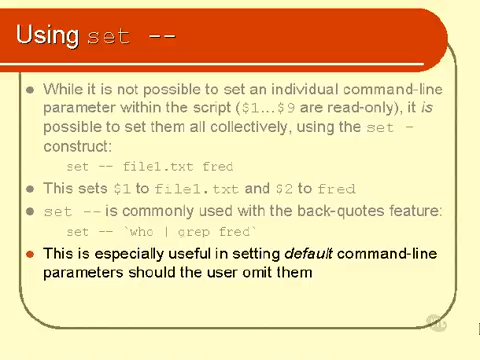 Using set --
While it is not possible to set an individual command-line
parameter within the script ($1...$9 are read-only), it is
possible to set them all collectively, using the set -
construct:
set -- file1.txt fred
This sets $1 to file1.txt and $2 to fred
set -- is commonly used with the back-quotes feature:
set -- `who | grep fred`
This is especially useful in setting default command-line
parameters should the user omit them